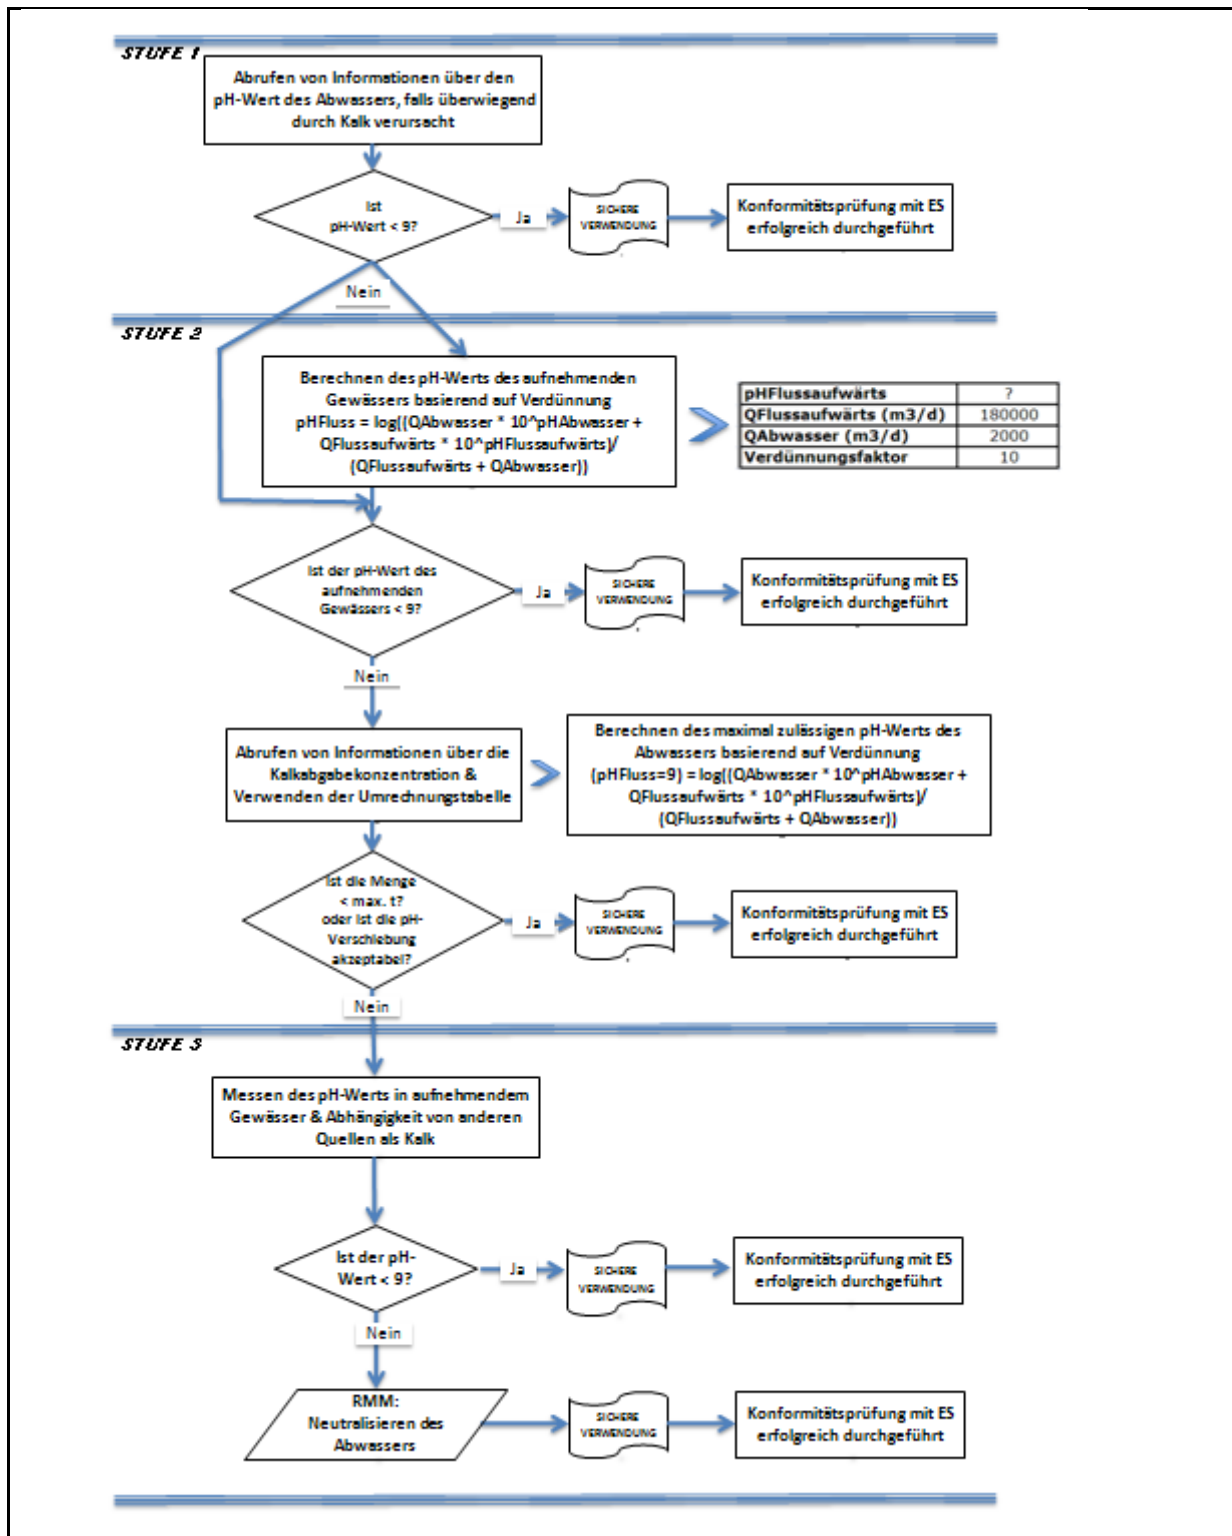 STUFE 1
Abrufen von Informationen über den
pH-Wert des Abwassers, falls überwiegend
durch Kalk verursacht
Ist
pH-Wert < 9?
Ja
SICHERE
VERWENDUNG
Konformitätsprüfung mit ES
erfolgreich durchgeführt
Nein
STUFE 2
Berechnen des pH-Werts des aufnehmenden
Gewässers basierend auf Verdünnung
pHFluss = log((QAbwasser * 10^pHAbwasser +
QFlussaufwärts * 10^pHFlussaufwärts)/
(QFlussaufwärts + QAbwasser))
pHFlussaufwärts ?
QFlussaufwärts (m3/d) 180000
QAbwasser (m3/d) 2000
Verdünnungsfaktor 10
Ist der pH-Wert des
aufnehmenden
Gewässers < 9?
Ja
SICHERE
VERWENDUNG
Konformitätsprüfung mit ES
erfolgreich durchgeführt
Nein
Abrufen von Informationen über die
Kalkabgabekonzentration &
Verwenden der Umrechnungstabelle
Berechnen des maximal zulässigen pH-Werts des
Abwassers basierend auf Verdünnung
(pHFluss=9) = log((QAbwasser * 10^pHAbwasser +
QFlussaufwärts * 10^pHFlussaufwärts)/
(QFlussaufwärts + QAbwasser))
Ist die Menge
< max. t?
oder ist die pH-
Verschiebung
akzeptabel?
Ja
SICHERE
VERWENDUNG
Konformitätsprüfung mit ES
erfolgreich durchgeführt
Nein
STUFE 3
Messen des pH-Werts in aufnehmendem
Gewässer & Abhängigkeit von anderen
Quellen als Kalk
Ist der pH-
Wert < 9?
Ja
SICHERE
VERWENDUNG
Konformitätsprüfung mit ES
erfolgreich durchgeführt
Nein
RMM:
Neutralisieren des
Abwassers
SICHERE
VERWENDUNG
Konformitätsprüfung mit ES
erfolgreich durchgeführt